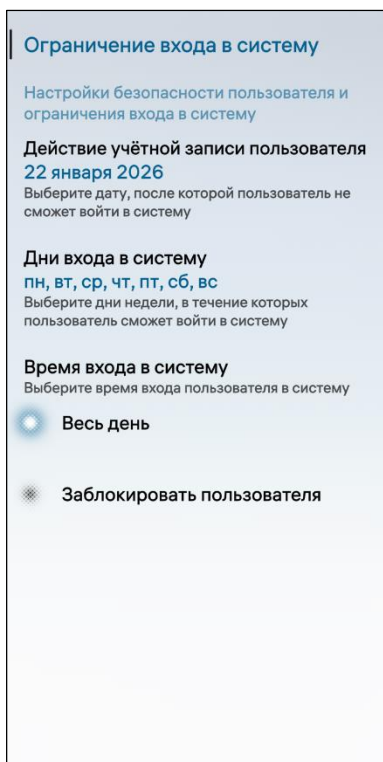 Ограничение входа в систему
Настройки безопасности пользователя и
ограничения входа в систему
Действие учётной записи пользователя
22 января 2026
Выберите дату, после которой пользователь не
сможет войти в систему
Дни входа в систему
пн, вт, ср, чт, пт, сб, вс
Выберите дни недели, в течение которых
пользователь сможет войти в систему
Время входа в систему
Выберите время входа пользователя в систему
Весь день
Заблокировать пользователя